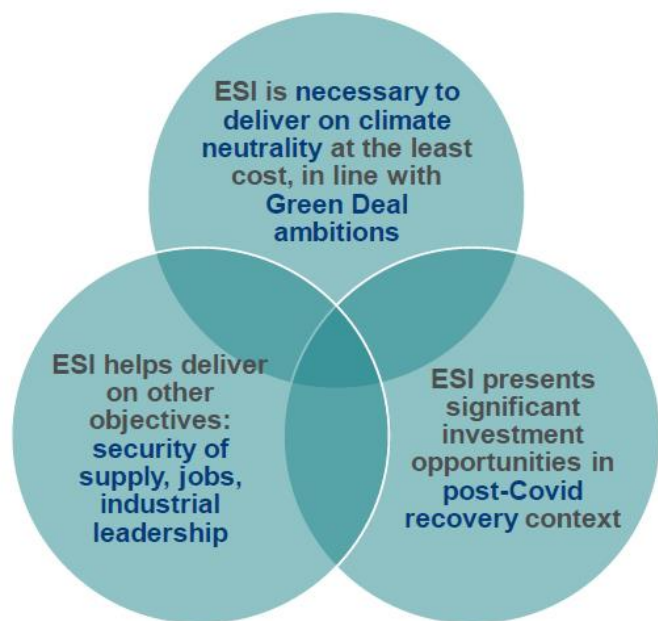 ESI is necessary to
deliver on climate
neutrality at the least
cost, in line with
Green Deal
ambitions
ESI helps deliver
on other
objectives:
security of
supply, jobs,
industrial
leadership
ESI presents
significant
investment
opportunities in
post-Covid
recovery context